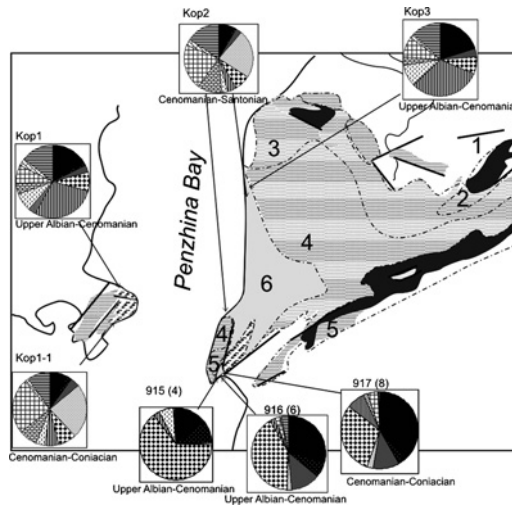 Kop2
Kop3
Cenomanian-Santonian
Upper Albian-Cenomanian
Kop1
Upper Albian-Cenomanian
Penzhina Bay
1
2
3
4
6
4
5
5
Kop1-1
Cenomanian-Coniacian
915 (4)
916 (6)
917 (8)
Upper Albian-Cenomanian
Upper Albian-Cenomanian
Cenomanian-Coniacian